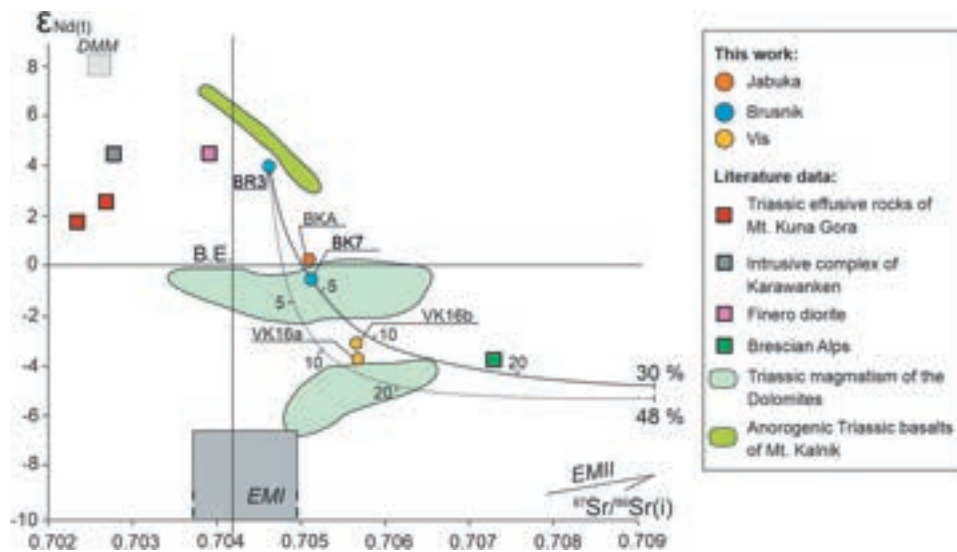 εNd(t)
DMM
8
6
4
2
0
-2
-4
-6
-8
-10
BR3
BKA
BK7
B.E.
5
5
VK16b
10
VK16a
10
20
20
30 %
48 %
EMI
EMII
⁸⁷Sr/⁸⁶Sr(i)
0.702
0.703
0.704
0.705
0.706
0.707
0.708
0.709
This work:
Jabuka
Brusnik
Vis
Literature data:
Triassic effusive rocks of
Mt. Kuna Gora
Intrusive complex of
Karawanken
Finero diorite
Brescian Alps
Triassic magmatism of the
Dolomites
Anorogenic Triassic basalts
of Mt. Kalnik